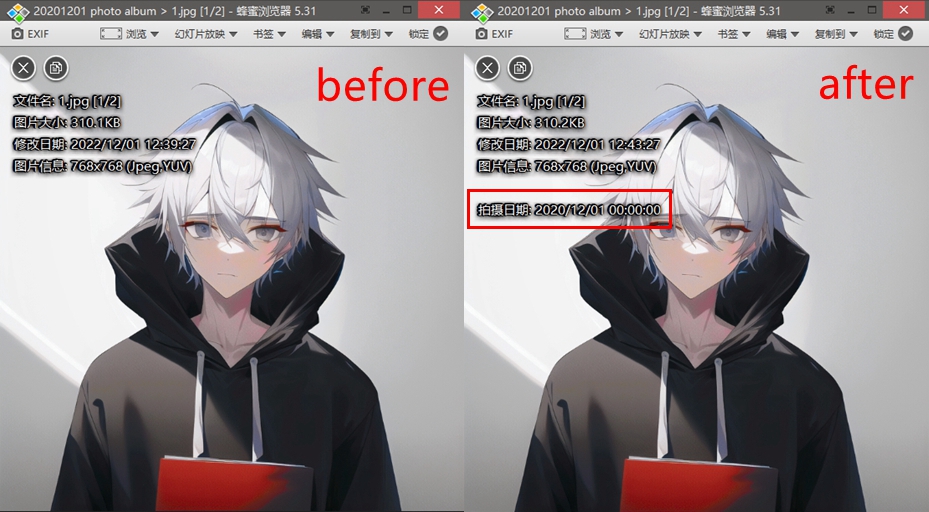 20201201 photo album > 1.jpg [1/2] - 蜂蜜浏览器 5.31
EXIF 浏览 幻灯片放映 书签 编辑 复制到 锁定
before
文件名: 1.jpg [1/2]
图片大小: 310.1KB
修改日期: 2022/12/01 12:39:27
图片信息: 768x768 (Jpeg,YUV)
20201201 photo album > 1.jpg [1/2] - 蜂蜜浏览器 5.31
EXIF 浏览 幻灯片放映 书签 编辑 复制到 锁定
after
文件名: 1.jpg [1/2]
图片大小: 310.2KB
修改日期: 2022/12/01 12:43:27
图片信息: 768x768 (Jpeg,YUV)
拍摄日期: 2020/12/01 00:00:00